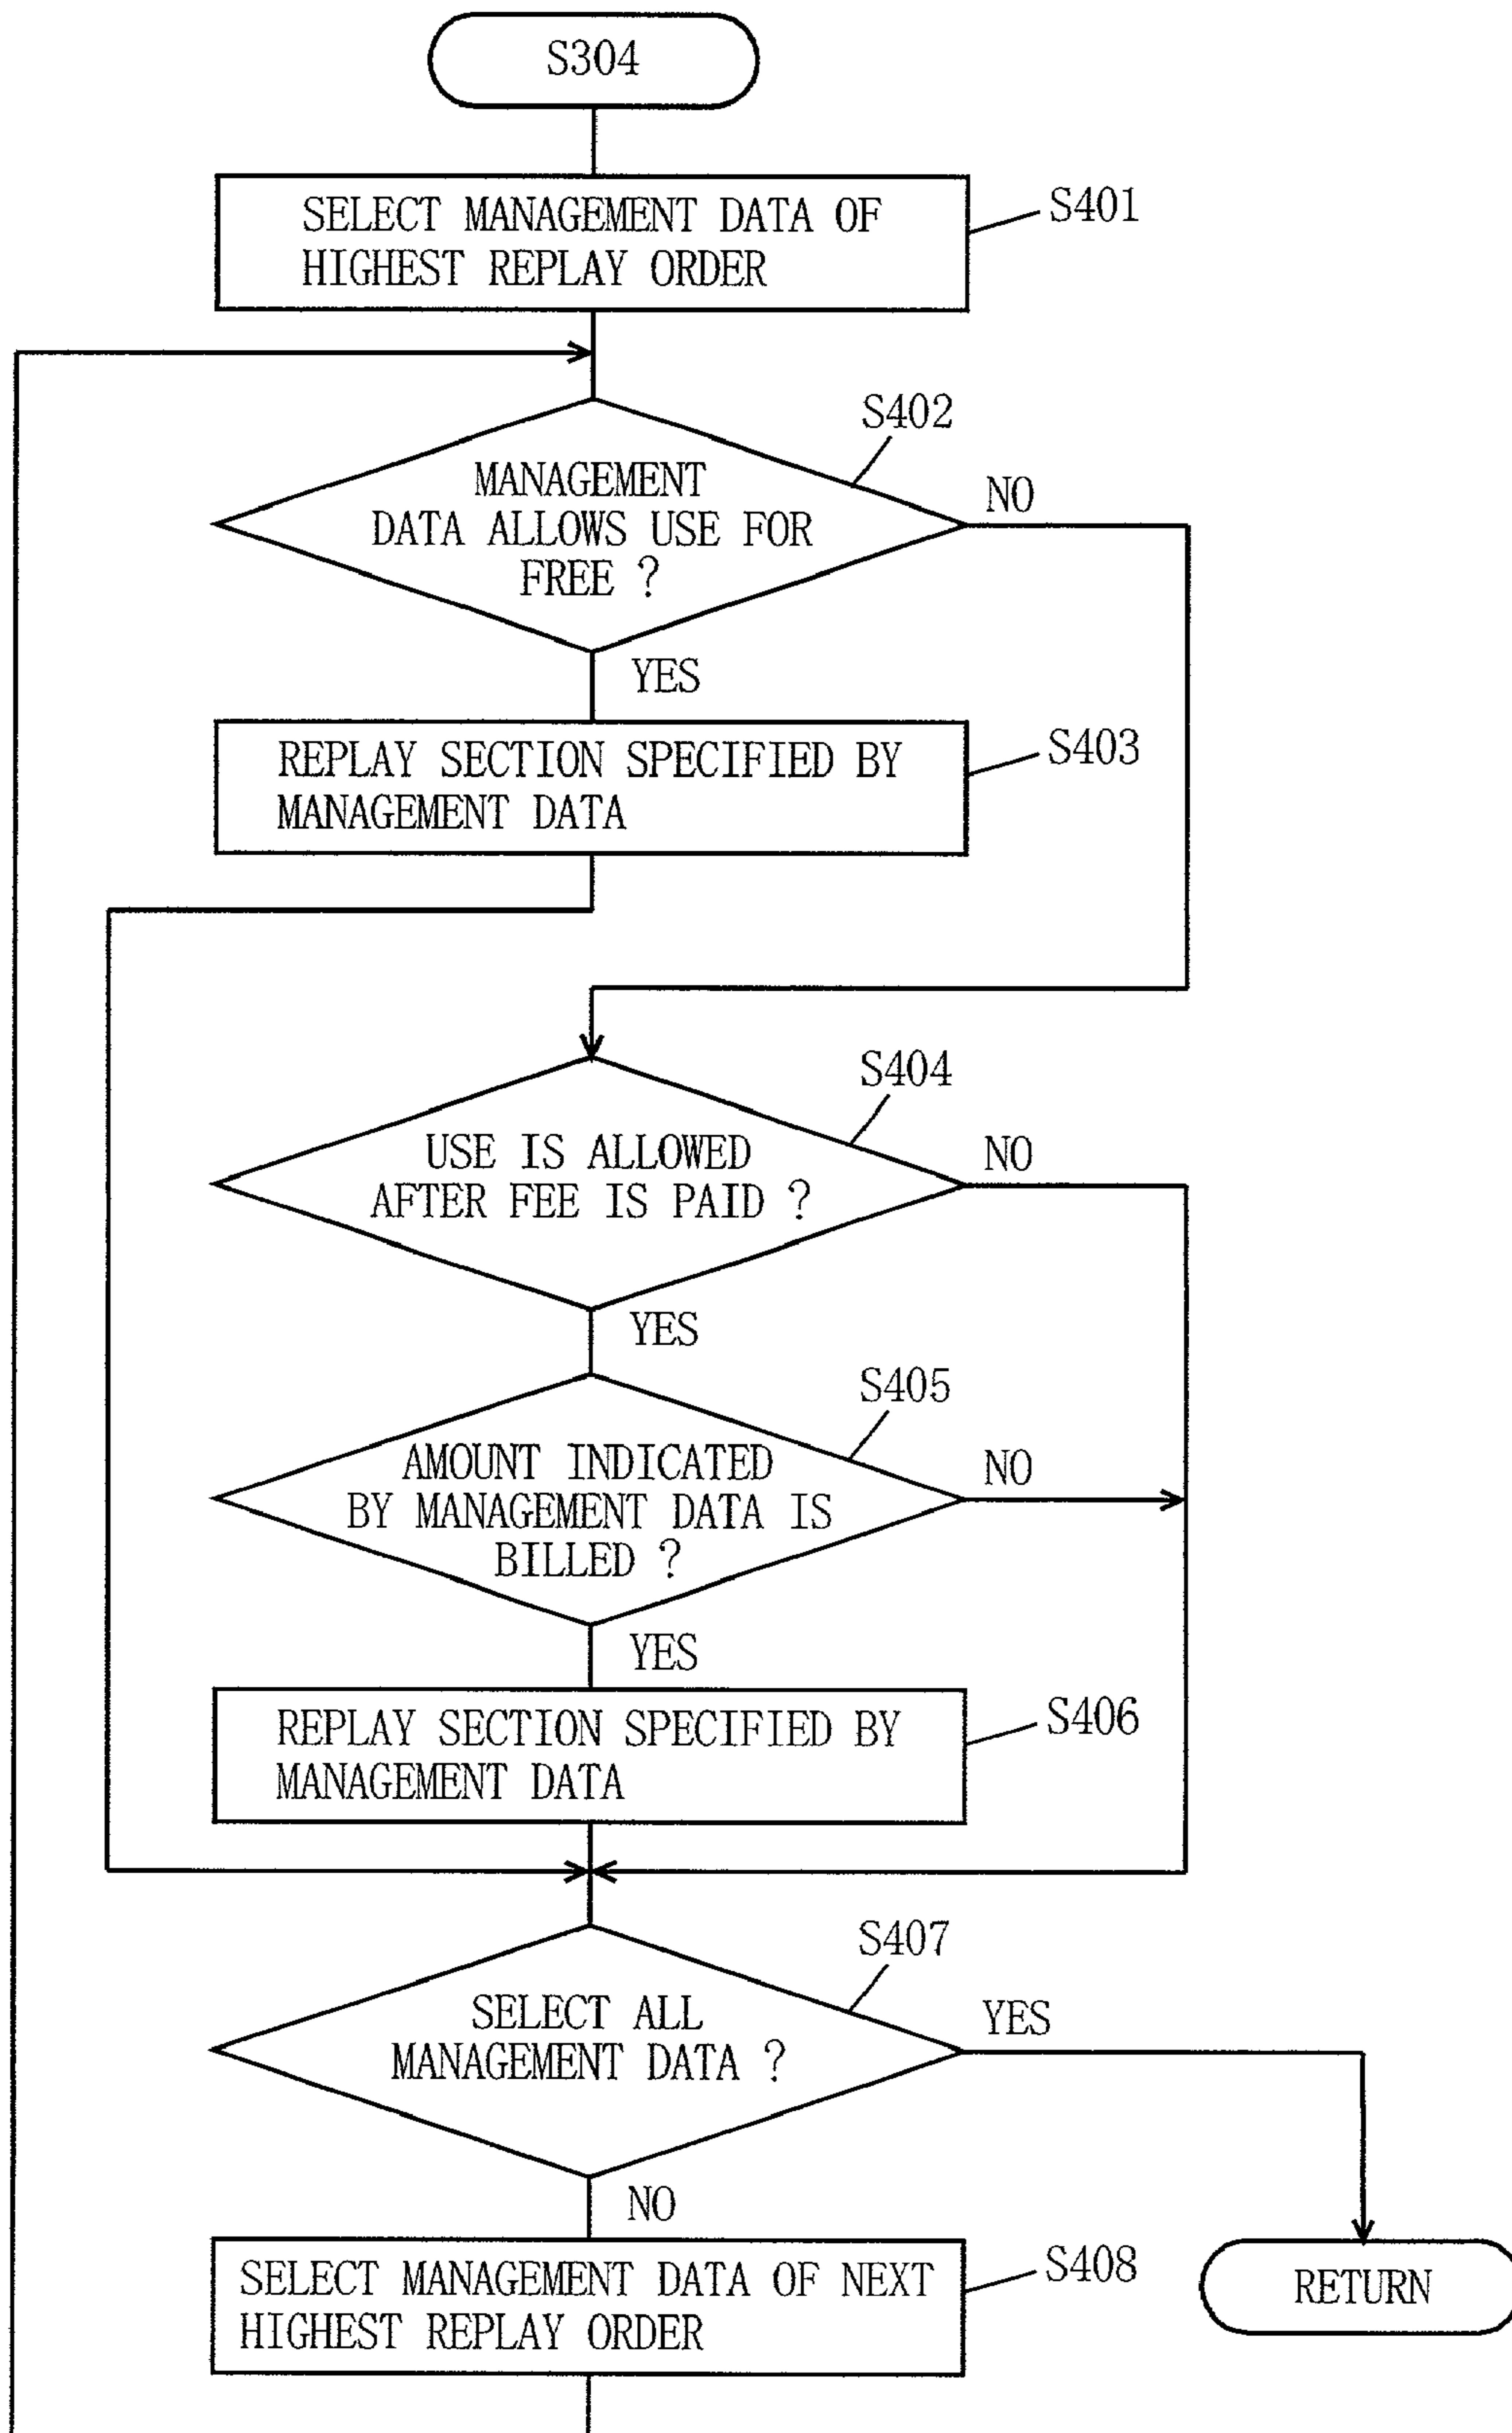 S304
SELECT MANAGEMENT DATA OF
HIGHEST REPLAY ORDER
S401
S402
MANAGEMENT
DATA ALLOWS USE FOR
FREE ?
NO
YES
REPLAY SECTION SPECIFIED BY
MANAGEMENT DATA
S403
S404
USE IS ALLOWED
AFTER FEE IS PAID ?
NO
YES
S405
AMOUNT INDICATED
BY MANAGEMENT DATA IS
BILLED ?
NO
YES
REPLAY SECTION SPECIFIED BY
MANAGEMENT DATA
S406
S407
SELECT ALL
MANAGEMENT DATA ?
YES
NO
SELECT MANAGEMENT DATA OF NEXT
HIGHEST REPLAY ORDER
S408
RETURN